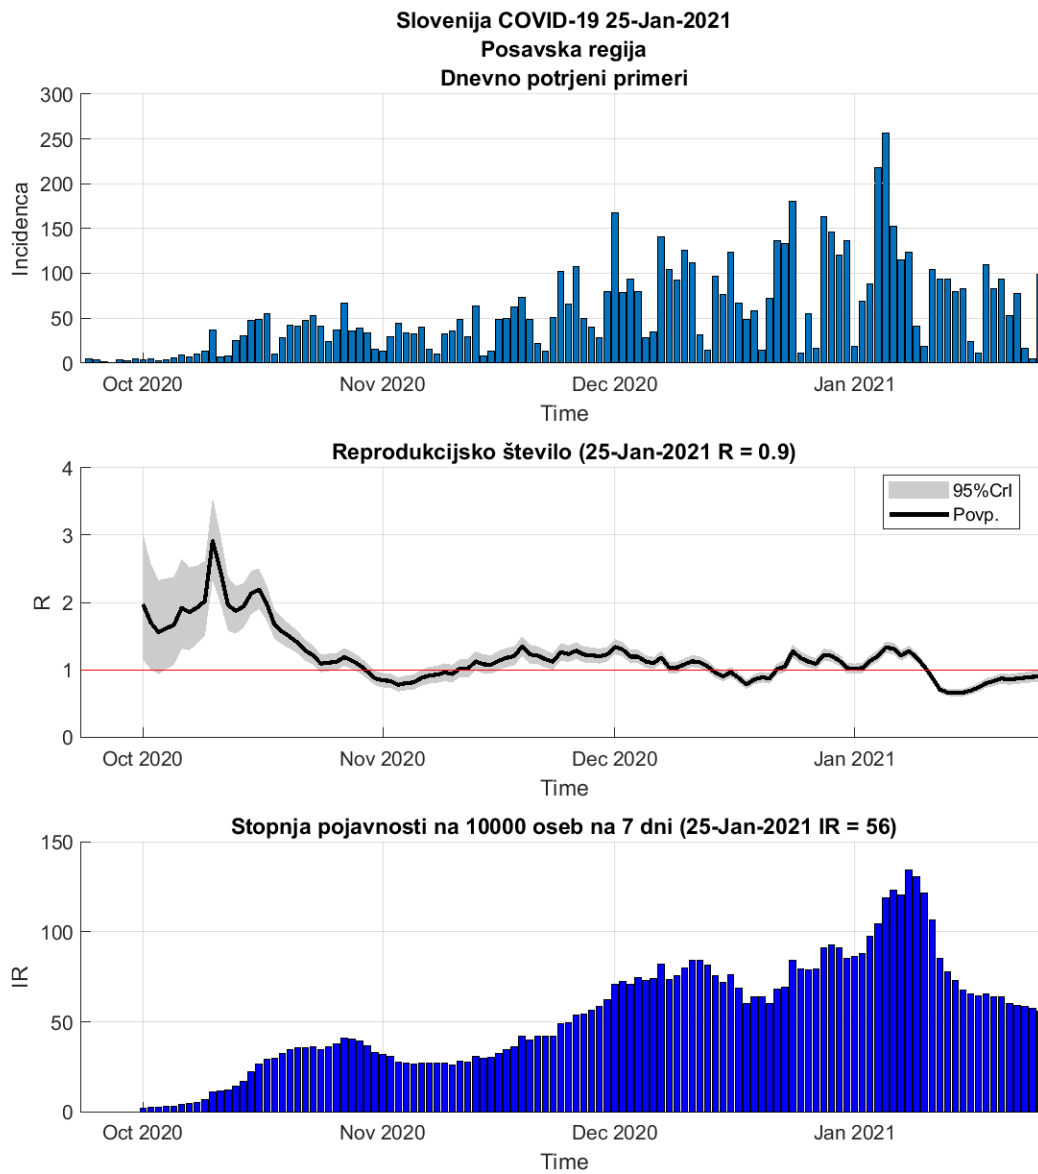 Slovenija COVID-19 25-Jan-2021
Posavska regija
Dnevno potrjeni primeri
300
250
200
150
100
50
0
Incidenca
Oct 2020 Nov 2020 Dec 2020 Jan 2021
Time
Reprodukcijsko število (25-Jan-2021 R = 0.9)
4
3
2
1
0
R
95%CrI
Povp.
Oct 2020 Nov 2020 Dec 2020 Jan 2021
Time
Stopnja pojavnosti na 10000 oseb na 7 dni (25-Jan-2021 IR = 56)
150
100
50
0
IR
Oct 2020 Nov 2020 Dec 2020 Jan 2021
Time